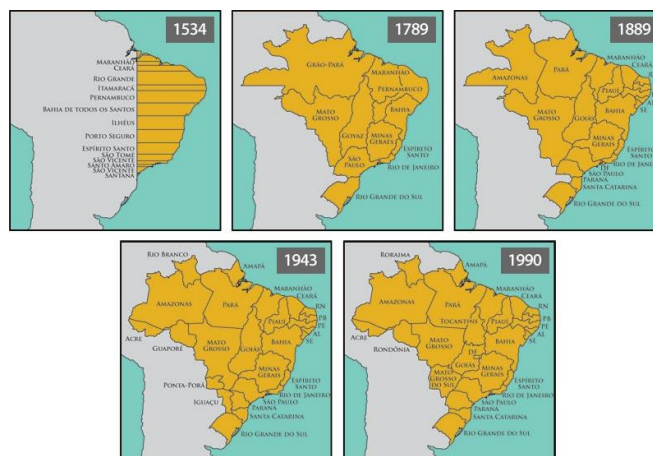 1534
MARANHÃO
CEARÁ
RIO GRANDE
ITAMARACÁ
PERNAMBUCO
BAHIA DE TODOS OS SANTOS
ILHÉUS
PORTO SEGURO
ESPÍRITO SANTO
SÃO TOMÉ
SÃO VICENTE
SANTO AMARO
SÃO VICENTE
SANTANA
1789
GRÃO-PARÁ
MARANHÃO
PERNAMBUCO
BAHIA
MATO
GROSSO
GOYAZ
MINAS
GERAES
ESPÍRITO
SANTO
SÃO
PAULO
RIO DE JANEIRO
RIO GRANDE DO SUL
1889
MARANHÃO
CEARÁ
RN
AMAZONAS
PARÁ
PIAUÍ
AL
SE
MATO
GROSSO
GOIÁS
BAHIA
MINAS
GERAIS
ESPÍRITO
SANTO
RIO DE JANEIRO
DF
SÃO PAULO
PARANÁ
SANTA CATARINA
RIO GRANDE DO SUL
1943
RIO BRANCO
AMAPÁ
MARANHÃO
CEARÁ
RN
AMAZONAS
PARÁ
PIAUÍ
PB
PE
AL
SE
ACRE
GUAPORÉ
MATO
GROSSO
GOIÁS
BAHIA
MINAS
GERAIS
PONTA-PORÃ
ESPÍRITO
SANTO
RIO DE JANEIRO
IGUAÇU
SÃO PAULO
PARANÁ
SANTA CATARINA
RIO GRANDE DO SUL
1990
RORAIMA
AMAPÁ
MARANHÃO
CEARÁ
RN
AMAZONAS
PARÁ
TOCANTINS
PIAUÍ
PB
PE
AL
SE
ACRE
RONDÔNIA
MATO
GROSSO
DF
GOIÁS
BAHIA
MINAS
GERAIS
MATO
GROSSO
DO SUL
ESPÍRITO
SANTO
RIO DE JANEIRO
SÃO PAULO
PARANÁ
SANTA CATARINA
RIO GRANDE DO SUL